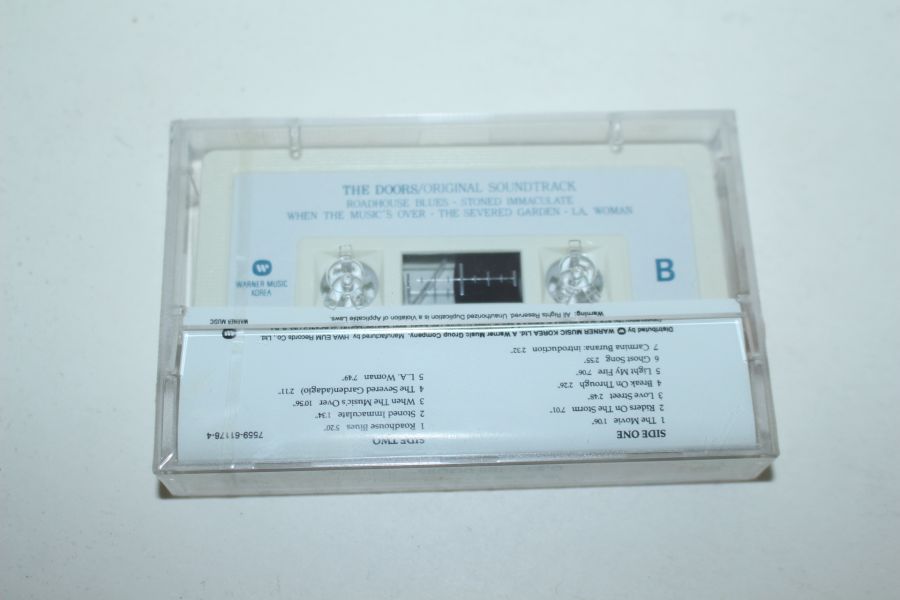 THE DOORS/ORIGINAL SOUNDTRACK
ROADHOUSE BLUES - STONED IMMACULATE
WHEN THE MUSIC'S OVER - THE SEVERED GARDEN - L.A. WOMAN
B
WARNER MUSIC
KOREA
SIDE ONE
1 The Movie 1'06"
2 Riders On The Storm 7'01"
3 Love Street 2'48"
4 Break On Through 2'26"
5 Light My Fire 7'06"
6 Ghost Song 2'55"
7 Carmina Burana: Introduction 2'32"
SIDE TWO
1 Roadhouse Blues 5'20"
2 Stoned Immaculate 1'34"
3 When The Music's Over 10'56"
4 The Severed Garden(adagio) 2'11"
5 L.A. Woman 7'49"
7559-61178-4
Distributed by WARNER MUSIC KOREA Ltd. A Warner Music Group Company. Manufactured by HWA EUM Records Co., Ltd.
Warning: All Rights Reserved. Unauthorized Duplication is a Violation of Applicable Laws.
WARNER MUSIC